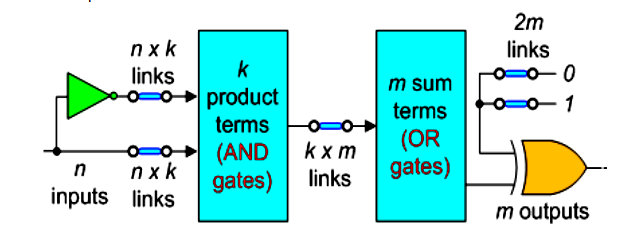 n x k
links
n
inputs
n x k
links
k
product
terms
(AND
gates)
k x m
links
m sum
terms
(OR
gates)
2m
links
0
1
m outputs